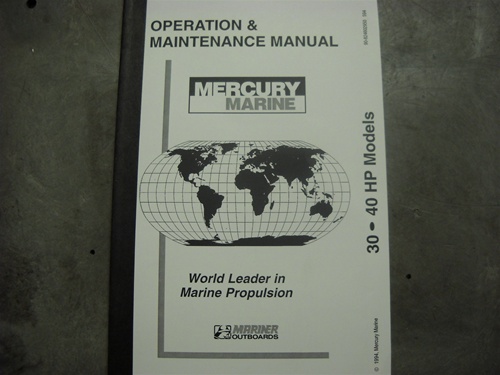 OPERATION &
MAINTENANCE MANUAL
MERCURY
MARINE
30 • 40 HP Models
World Leader in
Marine Propulsion
MARINER
OUTBOARDS
© 1994, Mercury Marine